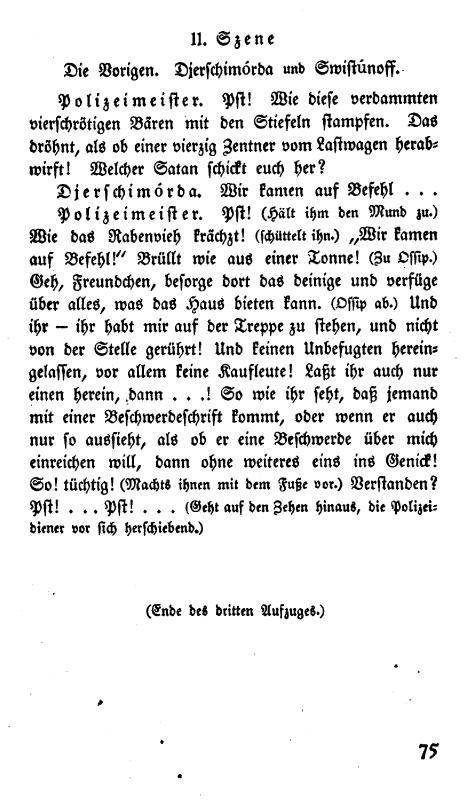 11. Szene
Die Vorigen. Djerschimórda und Swistúnoff.
Polizeimeister. Pst! Wie diese verdammten
vierschrötigen Bären mit den Stiefeln stampfen. Das
dröhnt, als ob einer vierzig Zentner vom Lastwagen herab-
wirft! Welcher Satan schickt euch her?
Djerschimórda. Wir kamen auf Befehl . . .
Polizeimeister. Pst! (Hält ihm den Mund zu.)
Wie das Rabenvieh krächzt! (schüttelt ihn.) „Wir kamen
auf Befehl!“ Brüllt wie aus einer Tonne! (Zu Ossip.)
Geh, Freundchen, besorge dort das deinige und verfüge
über alles, was das Haus bieten kann. (Ossip ab.) Und
ihr — ihr habt mir auf der Treppe zu stehen, und nicht
von der Stelle gerührt! Und keinen Unbefugten herein-
gelassen, vor allem keine Kaufleute! Laßt ihr auch nur
einen herein, dann . . .! So wie ihr seht, daß jemand
mit einer Beschwerdeschrift kommt, oder wenn er auch
nur so aussieht, als ob er eine Beschwerde über mich
einreichen will, dann ohne weiteres eins ins Genick!
So! tüchtig! (Machts ihnen mit dem Fuße vor.) Verstanden?
Pst! . . . Pst! . . . (Geht auf den Zehen hinaus, die Polizei-
diener vor sich herschiebend.)
(Ende des dritten Aufzuges.)
75